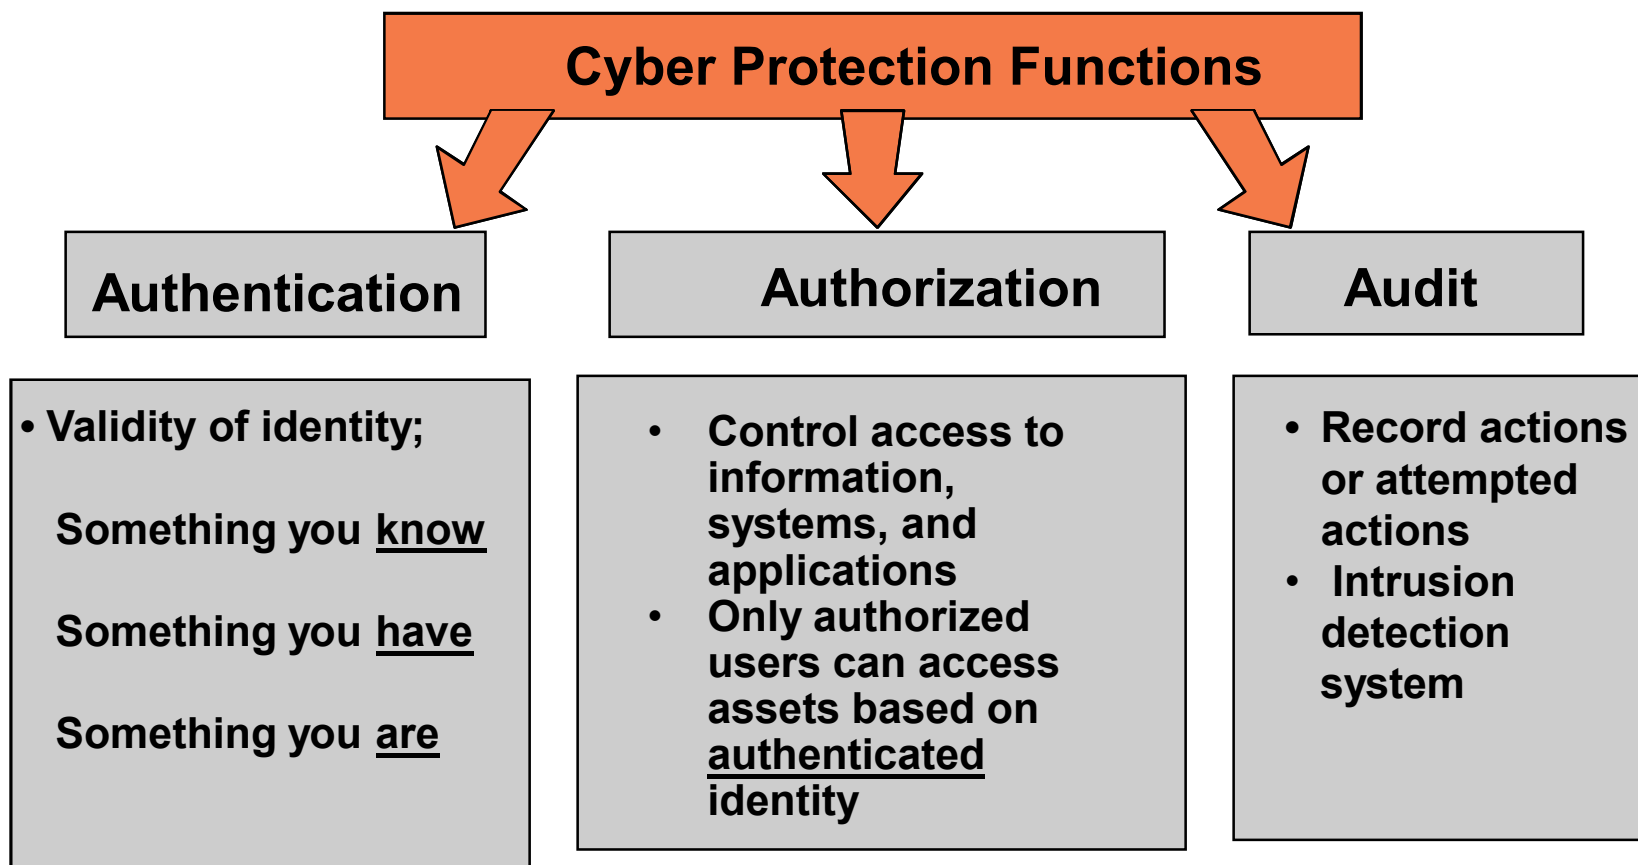 Cyber Protection Functions
Authentication
Authorization
Audit
• Validity of identity;
Something you know
Something you have
Something you are
• Control access to
information,
systems, and
applications
• Only authorized
users can access
assets based on
authenticated
identity
• Record actions
or attempted
actions
• Intrusion
detection
system